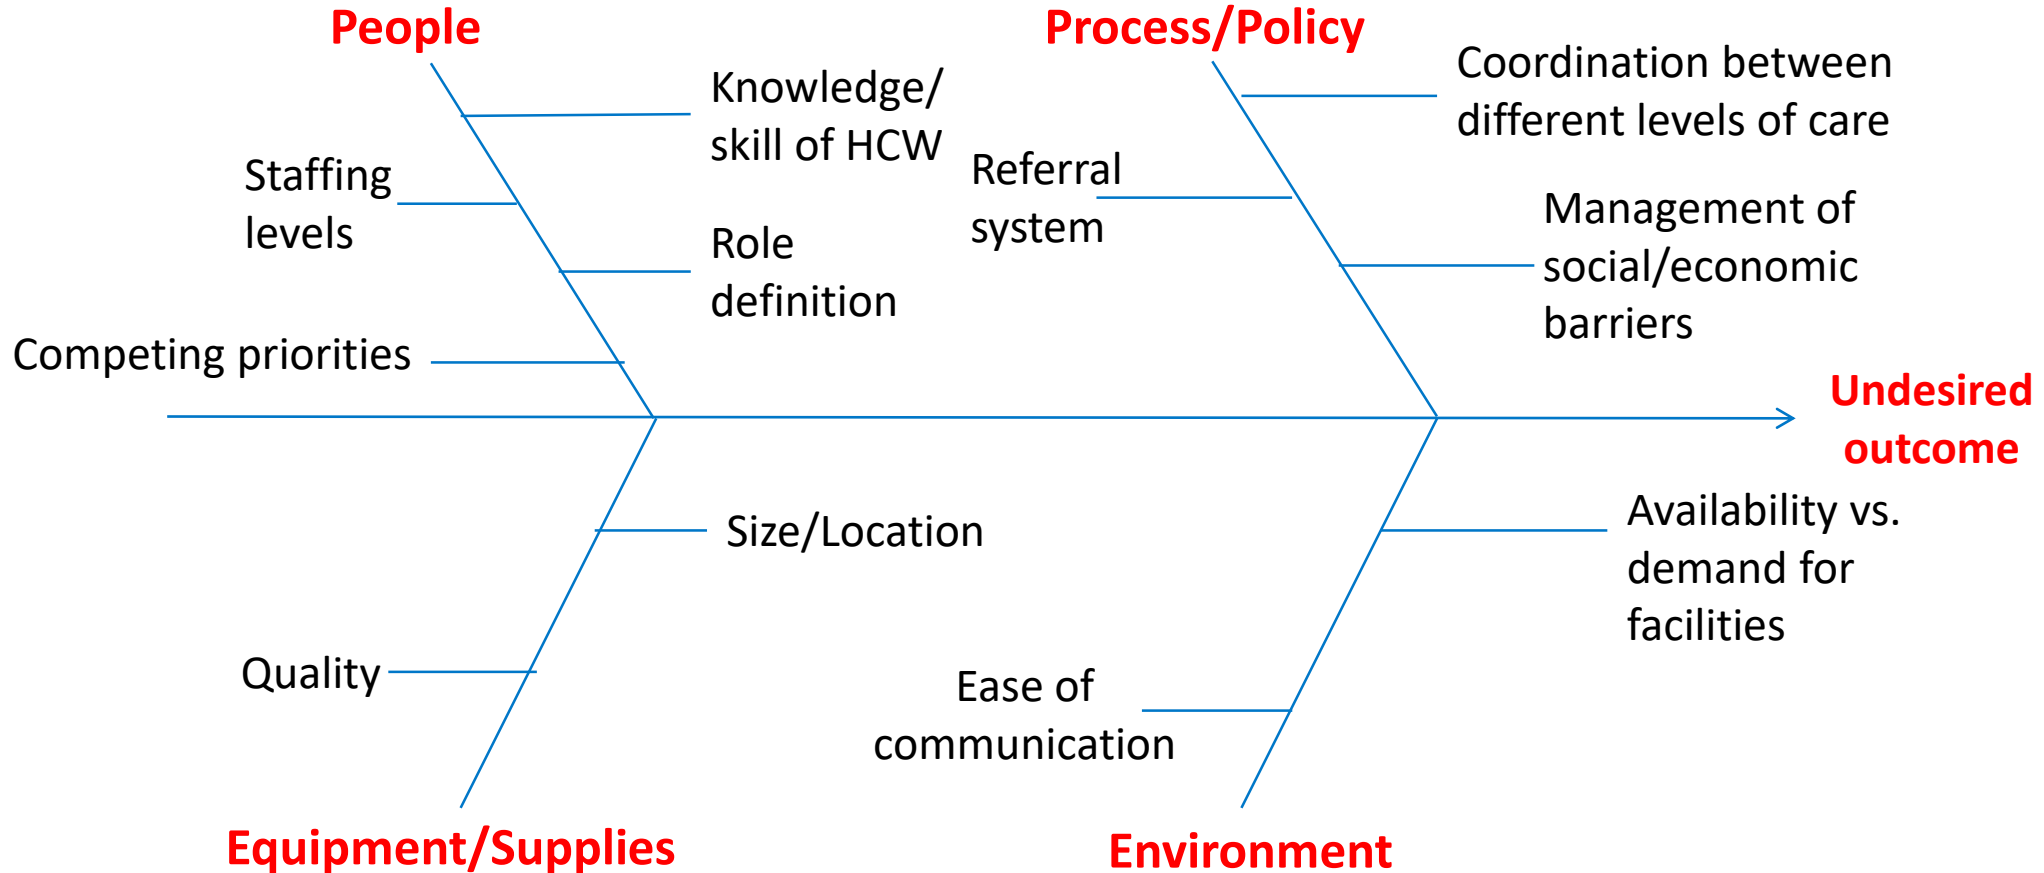 People
Process/Policy
Knowledge/
skill of HCW
Staffing
levels
Role
definition
Competing priorities
Coordination between
different levels of care
Referral
system
Management of
social/economic
barriers
Undesired
outcome
Size/Location
Quality
Availability vs.
demand for
facilities
Ease of
communication
Equipment/Supplies
Environment